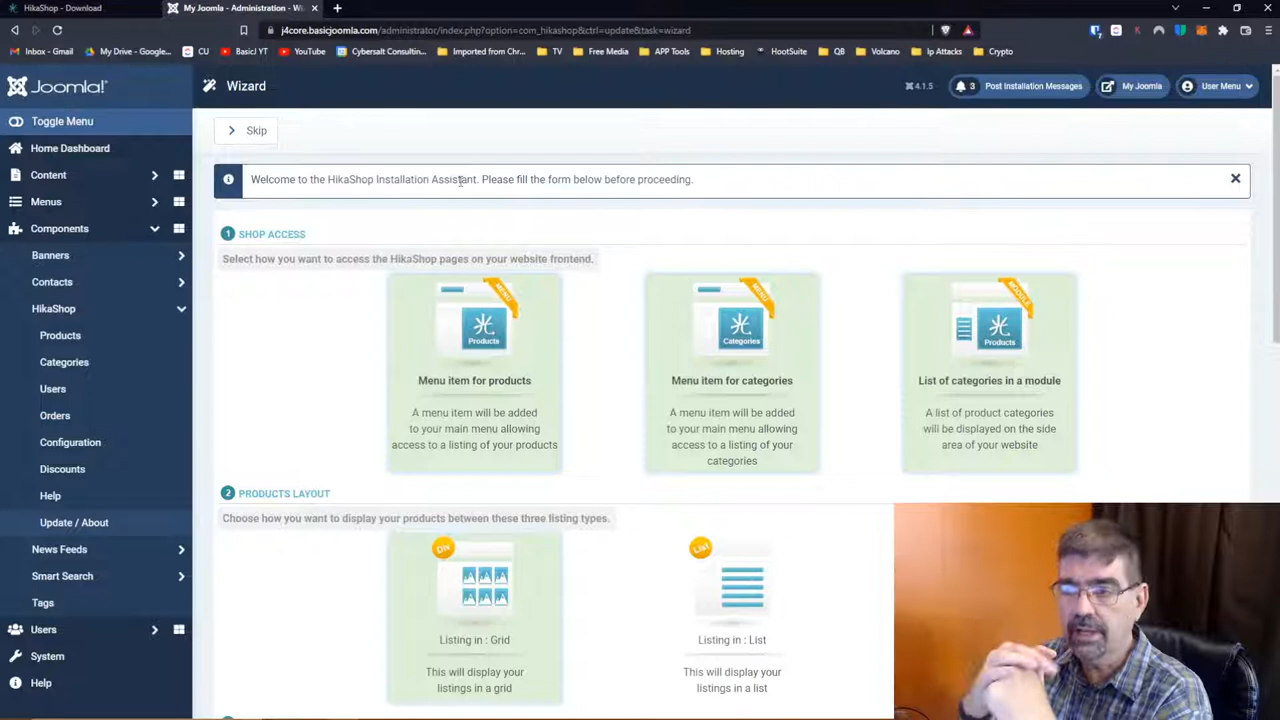 HikaShop - Download
My Joomla - Administration - Wi
j4core.basicjoomla.com/administrator/index.php?option=com_hikashop&ctrl=update&task=wizard
Inbox - Gmail
My Drive - Google...
CU
BasicJ YT
YouTube
Cybersalt Consultin...
Imported from Chr...
TV
Free Media
APP Tools
Hosting
HootSuite
QB
Volcano
Ip Attacks
Crypto
Joomla!
Wizard
4.1.5
3 Post Installation Messages
My Joomla
User Menu
Toggle Menu
Home Dashboard
Content
Menus
Components
Banners
Contacts
HikaShop
Products
Categories
Users
Orders
Configuration
Discounts
Help
Update / About
News Feeds
Smart Search
Tags
Users
System
Help
Skip
Welcome to the HikaShop Installation Assistant. Please fill the form below before proceeding.
1 SHOP ACCESS
Select how you want to access the HikaShop pages on your website frontend.
MENU
Products
Menu item for products
A menu item will be added
to your main menu allowing
access to a listing of your products
MENU
Categories
Menu item for categories
A menu item will be added
to your main menu allowing
access to a listing of your
categories
MODULE
Products
List of categories in a module
A list of product categories
will be displayed on the side
area of your website
2 PRODUCTS LAYOUT
Choose how you want to display your products between these three listing types.
Div
Listing in : Grid
This will display your
listings in a grid
List
Listing in : List
This will display your
listings in a list